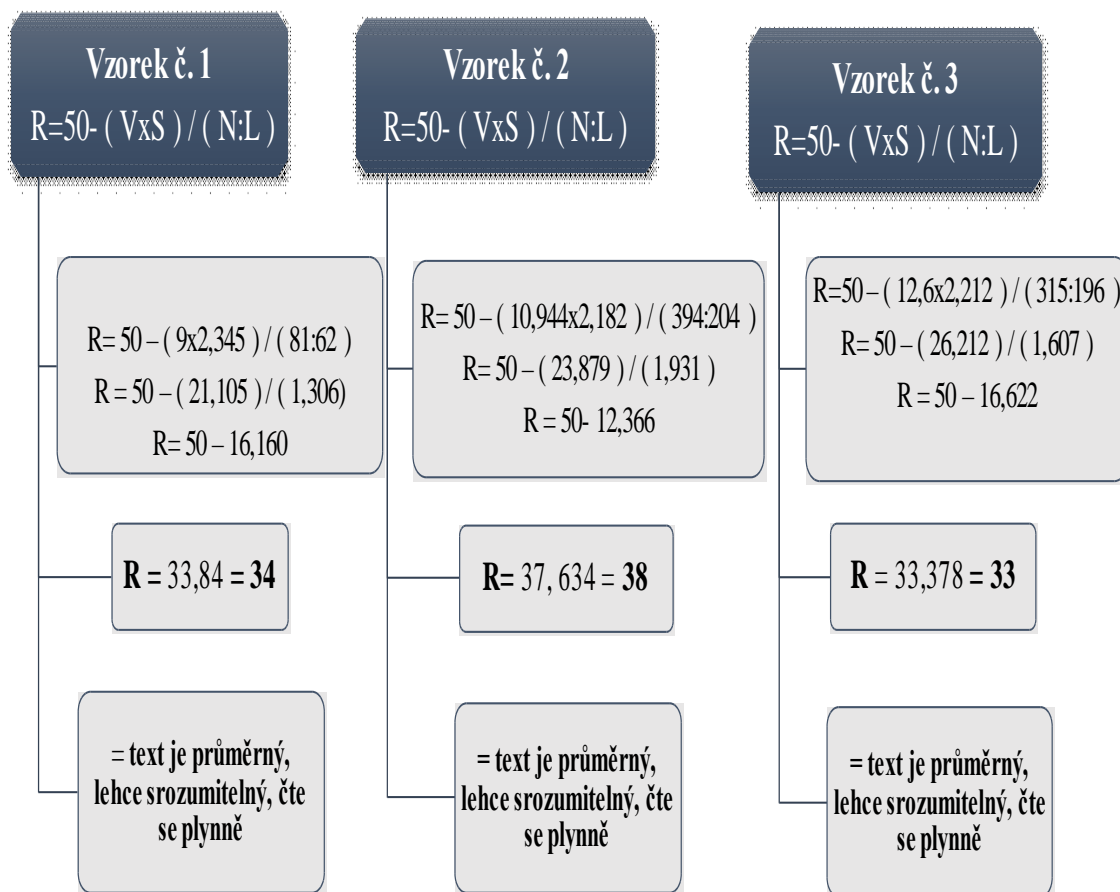 Vzorek č. 1
R=50- ( VxS ) / ( N:L )
R= 50 – ( 9x2,345 ) / ( 81:62 )
R = 50 – ( 21,105 ) / ( 1,306)
R= 50 – 16,160
R = 33,84 = 34
= text je průměrný,
lehce srozumitelný, čte
se plynně
Vzorek č. 2
R=50- ( VxS ) / ( N:L )
R= 50 – ( 10,944x2,182 ) / ( 394:204 )
R= 50 – ( 23,879 ) / ( 1,931 )
R = 50- 12,366
R= 37, 634 = 38
= text je průměrný,
lehce srozumitelný, čte
se plynně
Vzorek č. 3
R=50- ( VxS ) / ( N:L )
R=50 – ( 12,6x2,212 ) / ( 315:196 )
R= 50 – ( 26,212 ) / ( 1,607 )
R = 50 – 16,622
R = 33,378 = 33
= text je průměrný,
lehce srozumitelný, čte
se plynně